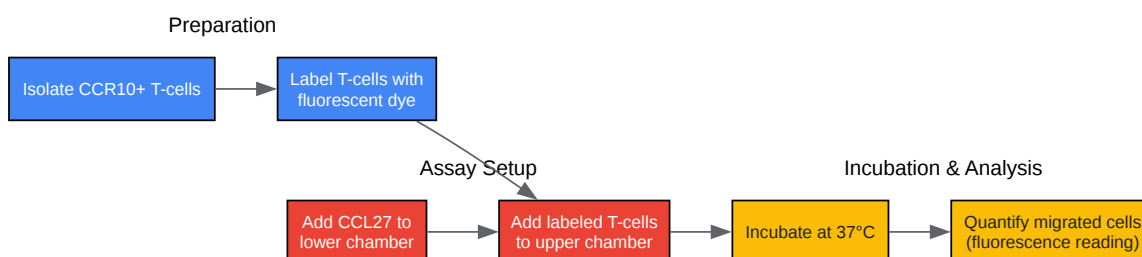 Preparation
Isolate CCR10+ T-cells
Label T-cells with
fluorescent dye
Assay Setup
Incubation & Analysis
Add CCL27 to
lower chamber
Add labeled T-cells
to upper chamber
Incubate at 37°C
Quantify migrated cells
(fluorescence reading)